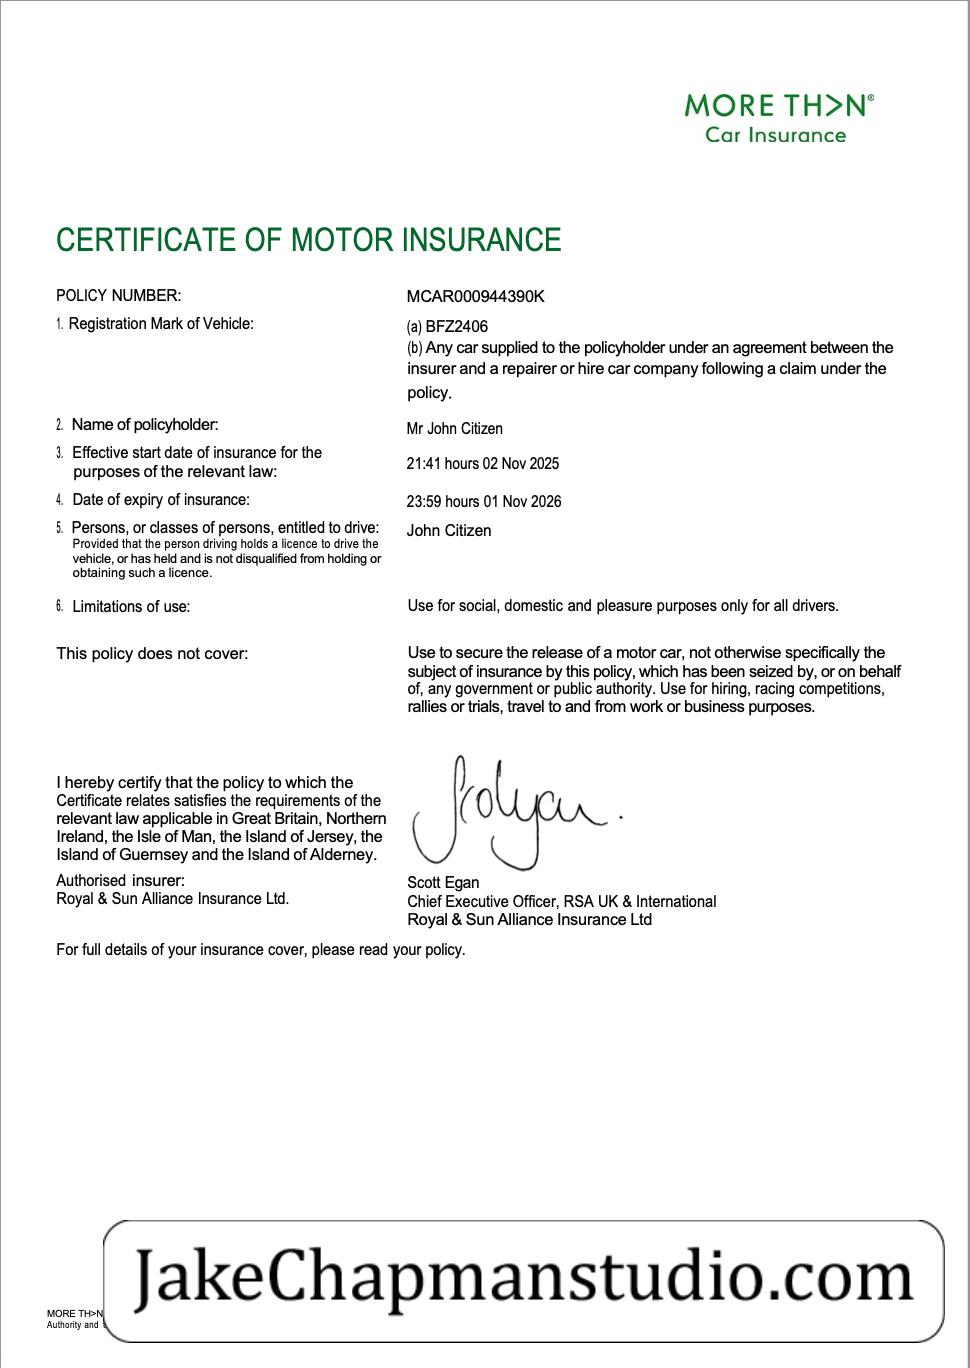 MORE TH>N®
Car Insurance
CERTIFICATE OF MOTOR INSURANCE
POLICY NUMBER: MCAR000944390K
1. Registration Mark of Vehicle: (a) BFZ2406
(b) Any car supplied to the policyholder under an agreement between the
insurer and a repairer or hire car company following a claim under the
policy.
2. Name of policyholder: Mr John Citizen
3. Effective start date of insurance for the
purposes of the relevant law: 21:41 hours 02 Nov 2025
4. Date of expiry of insurance: 23:59 hours 01 Nov 2026
5. Persons, or classes of persons, entitled to drive: John Citizen
Provided that the person driving holds a licence to drive the
vehicle, or has held and is not disqualified from holding or
obtaining such a licence.
6. Limitations of use: Use for social, domestic and pleasure purposes only for all drivers.
This policy does not cover: Use to secure the release of a motor car, not otherwise specifically the
subject of insurance by this policy, which has been seized by, or on behalf
of, any government or public authority. Use for hiring, racing competitions,
rallies or trials, travel to and from work or business purposes.
I hereby certify that the policy to which the
Certificate relates satisfies the requirements of the
relevant law applicable in Great Britain, Northern
Ireland, the Isle of Man, the Island of Jersey, the
Island of Guernsey and the Island of Alderney.
Authorised insurer:
Royal & Sun Alliance Insurance Ltd.
Scott Egan
Chief Executive Officer, RSA UK & International
Royal & Sun Alliance Insurance Ltd
For full details of your insurance cover, please read your policy.
JakeChapmanstudio.com
MORE TH>N
Authority and